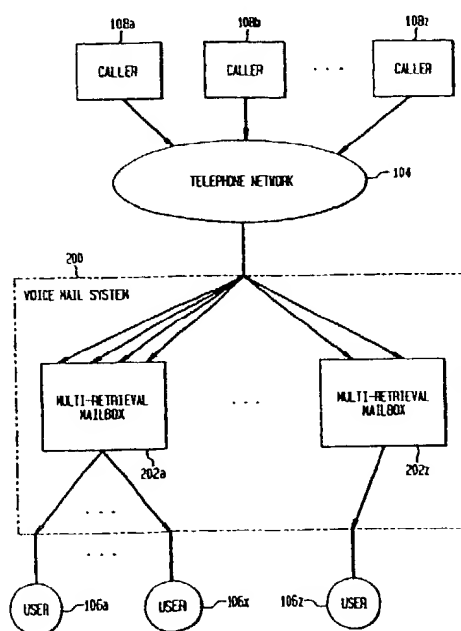 108a
108b
108z
CALLER
CALLER
. . .
CALLER
TELEPHONE NETWORK
104
200
VOICE MAIL SYSTEM
MULTI-RETRIEVAL
MAILBOX
. . .
MULTI-RETRIEVAL
MAILBOX
202a
202z
. . .
. . .
USER
106a
USER
106x
106z
USER